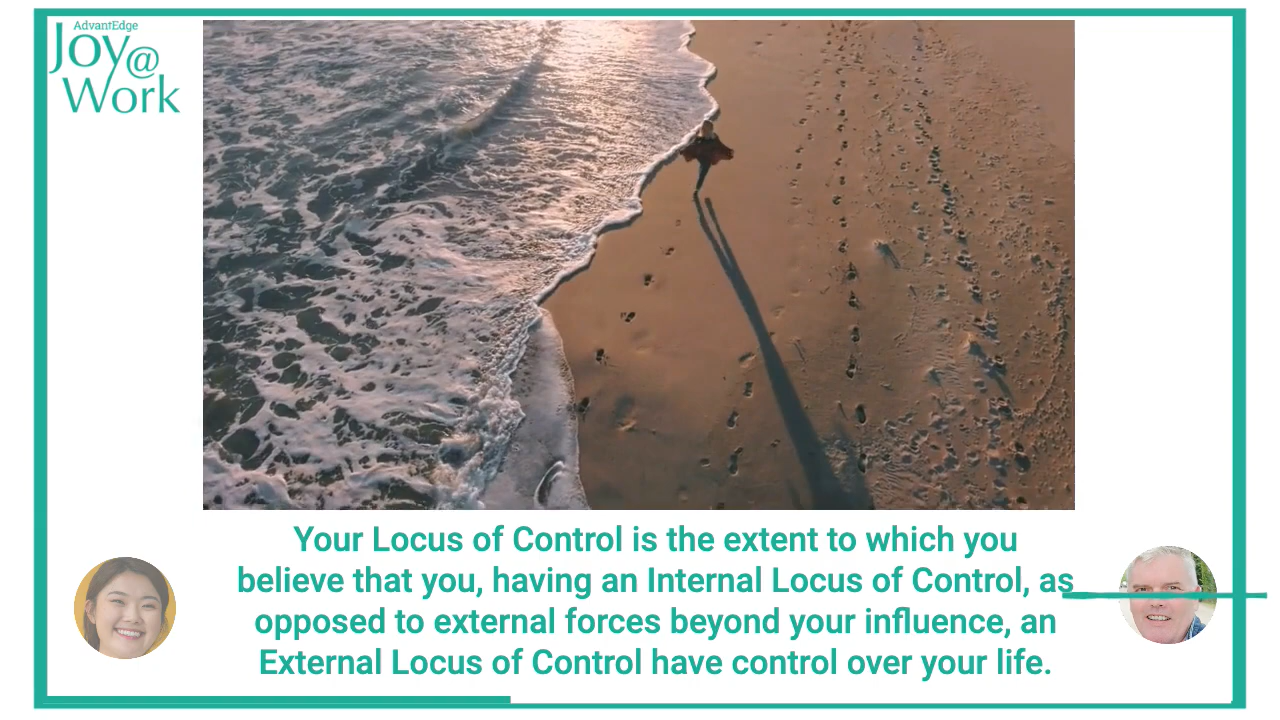 AdvantEdge
Joy@
Work
Your Locus of Control is the extent to which you
believe that you, having an Internal Locus of Control, as
opposed to external forces beyond your influence, an
External Locus of Control have control over your life.